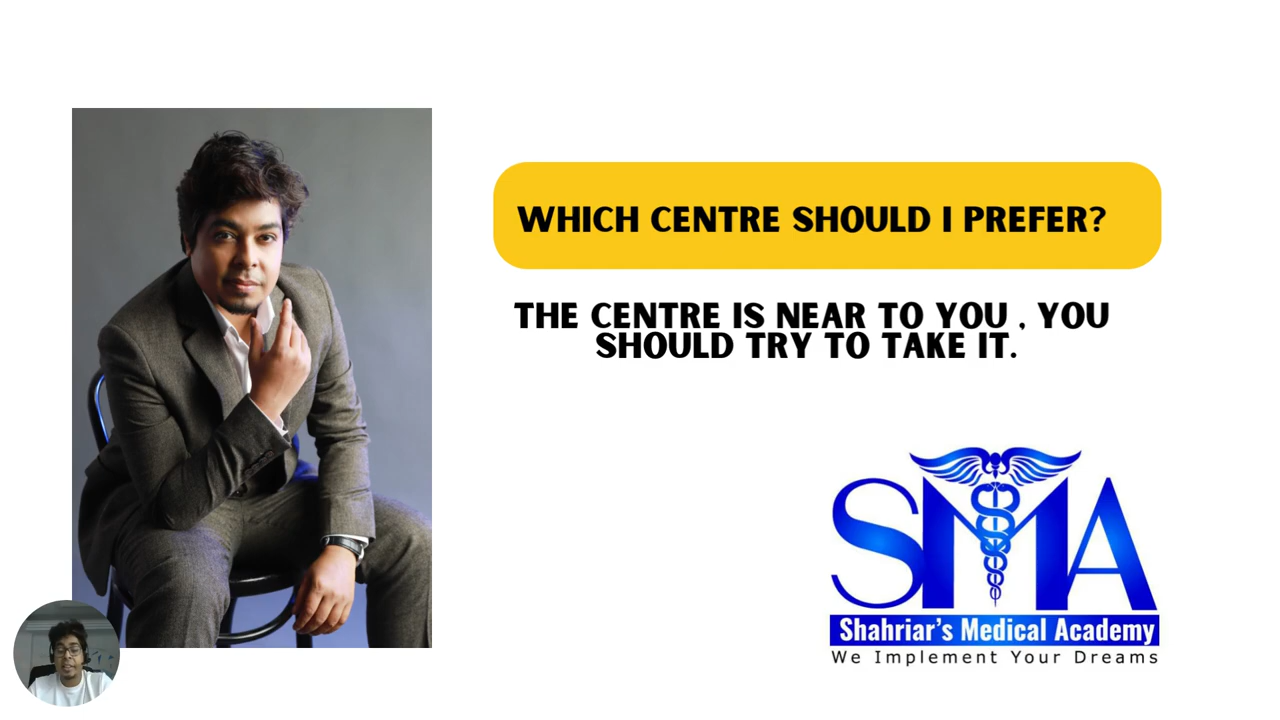 WHICH CENTRE SHOULD I PREFER?
THE CENTRE IS NEAR TO YOU , YOU
SHOULD TRY TO TAKE IT.
SMA
Shahriar's Medical Academy
We Implement Your Dreams